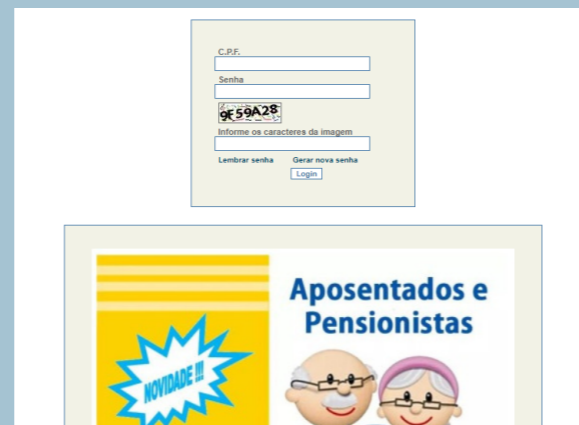 C.P.F.
Senha
9F59A28
Informe os caracteres da imagem
Lembrar senha Gerar nova senha
Login
Aposentados e
Pensionistas
NOVIDADE !!!